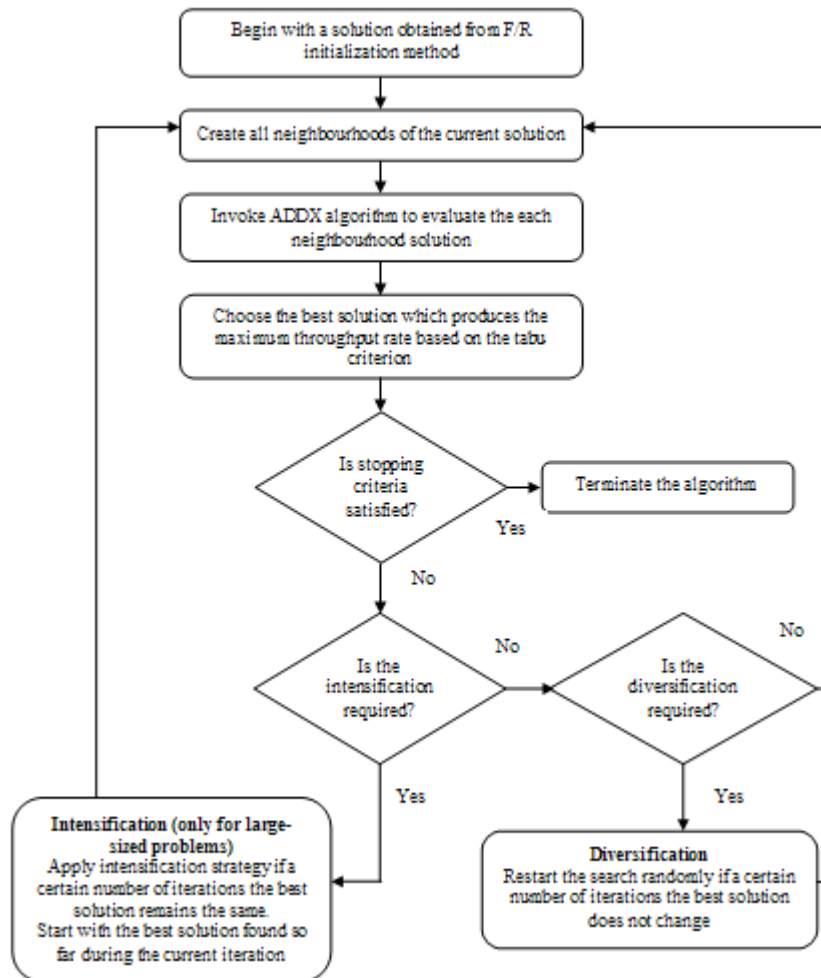 Begin with a solution obtained from F/R
initialization method
Create all neighbourhoods of the current solution
Invoke ADDX algorithm to evaluate the each
neighbourhood solution
Choose the best solution which produces the
maximum throughput rate based on the tabu
criterion
Is stopping
criteria
satisfied?
Terminate the algorithm
Yes
No
Is the
intensification
required?
No
Is the
diversification
required?
No
Yes
Yes
Intensification (only for large-
sized problems)
Apply intensification strategy if a
certain number of iterations the best
solution remains the same.
Start with the best solution found so
far during the current iteration
Diversification
Restart the search randomly if a certain
number of iterations the best solution
does not change